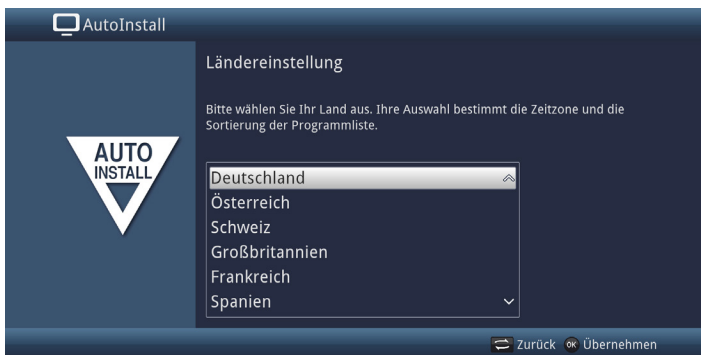 AutoInstall
Ländereinstellung
Bitte wählen Sie Ihr Land aus. Ihre Auswahl bestimmt die Zeitzone und die
Sortierung der Programmliste.
AUTO
INSTALL
Deutschland
Österreich
Schweiz
Großbritannien
Frankreich
Spanien
Zurück OK Übernehmen